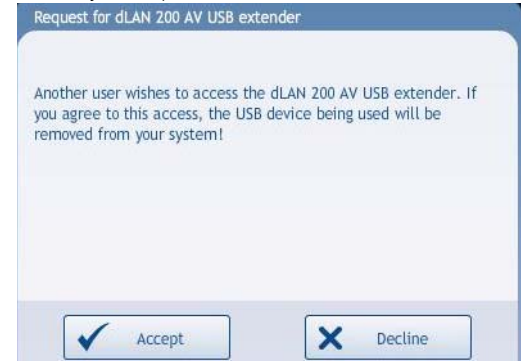 Request for dLAN 200 AV USB extender
Another user wishes to access the dLAN 200 AV USB extender. If
you agree to this access, the USB device being used will be
removed from your system!
Accept
Decline